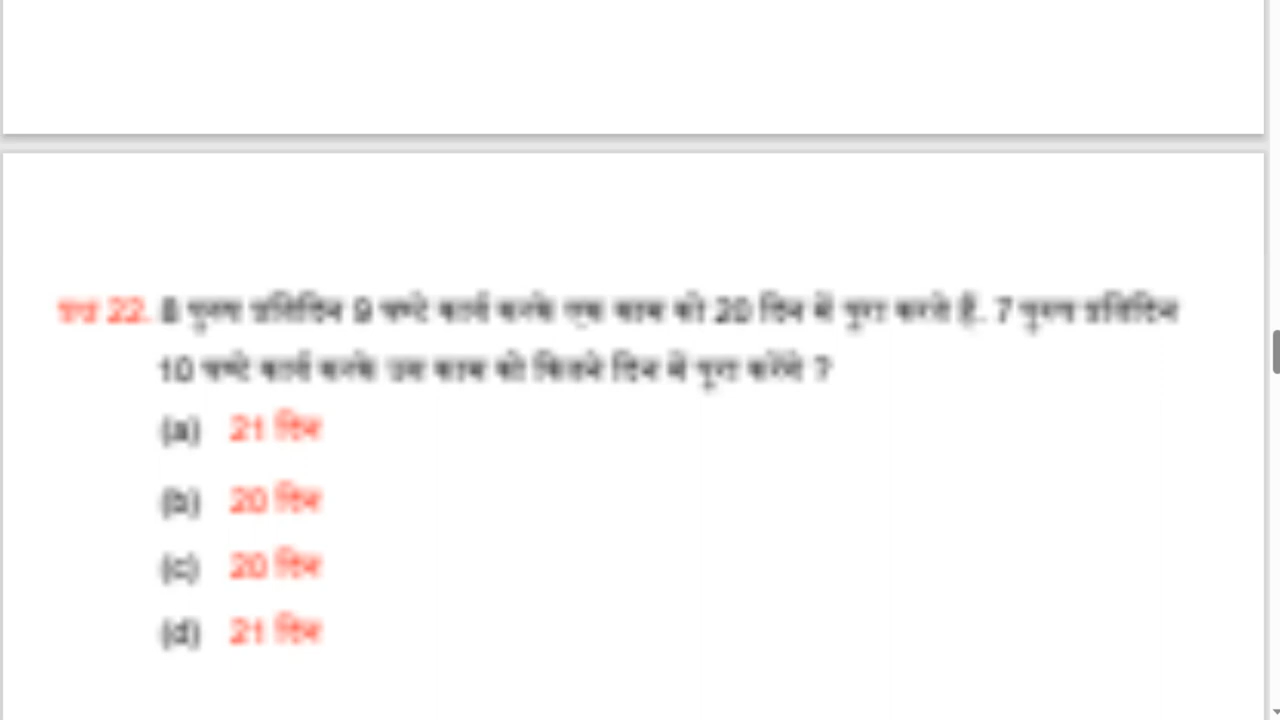 प्रश्न 22. 8 पुरुष प्रतिदिन 9 घण्टे कार्य करके एक काम को 20 दिन में पूरा करते हैं. 7 पुरुष प्रतिदिन
10 घण्टे कार्य करके उस काम को कितने दिन में पूरा करेंगे ?
(a) 21 दिन
(b) 20 दिन
(c) 20 दिन
(d) 21 दिन